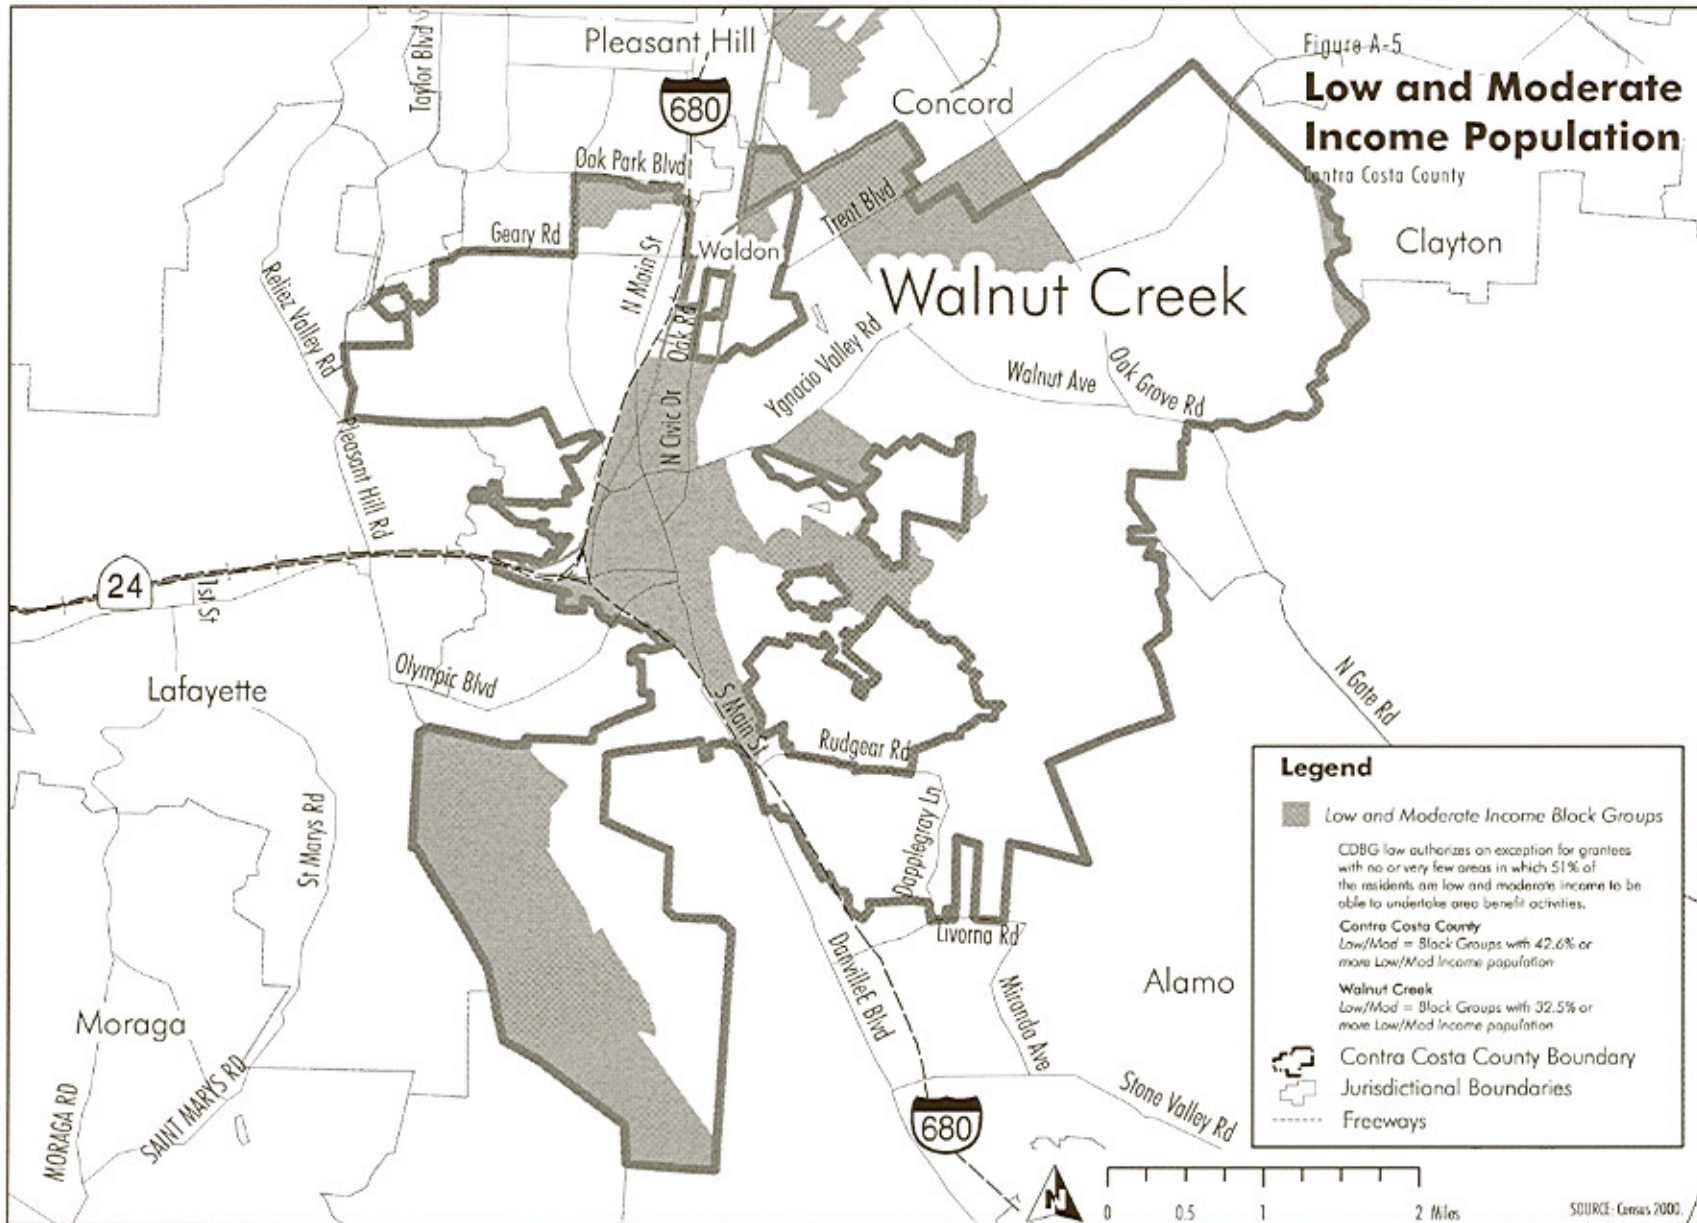 Figure A-5
Low and Moderate
Income Population
Contra Costa County
Pleasant Hill
Taylor Blvd
680
Concord
Oak Park Blvd
Treat Blvd
Clayton
Geary Rd
Waldon
N Main St
Reliez Valley Rd
Walnut Creek
Oak Rd
Ygnacio Valley Rd
Walnut Ave
Oak Grove Rd
N Civic Dr
Pleasant Hill Rd
24
1st St
Olympic Blvd
Lafayette
N Gate Rd
S Main St
Rudgear Rd
St Marys Rd
Dapplegray Ln
Livorna Rd
DanvilleE Blvd
Alamo
Miranda Ave
Moraga
MORAGA RD
SAINT MARYS RD
Stone Valley Rd
680
Legend
Low and Moderate Income Block Groups
CDBG law authorizes an exception for grantees
with no or very few areas in which 51% of
the residents are low and moderate income to be
able to undertake area benefit activities.
Contra Costa County
Low/Mod = Block Groups with 42.6% or
more Low/Mod Income population
Walnut Creek
Low/Mod = Block Groups with 32.5% or
more Low/Mod Income population
Contra Costa County Boundary
Jurisdictional Boundaries
Freeways
N
0 0.5 1 2 Miles
SOURCE: Census 2000.